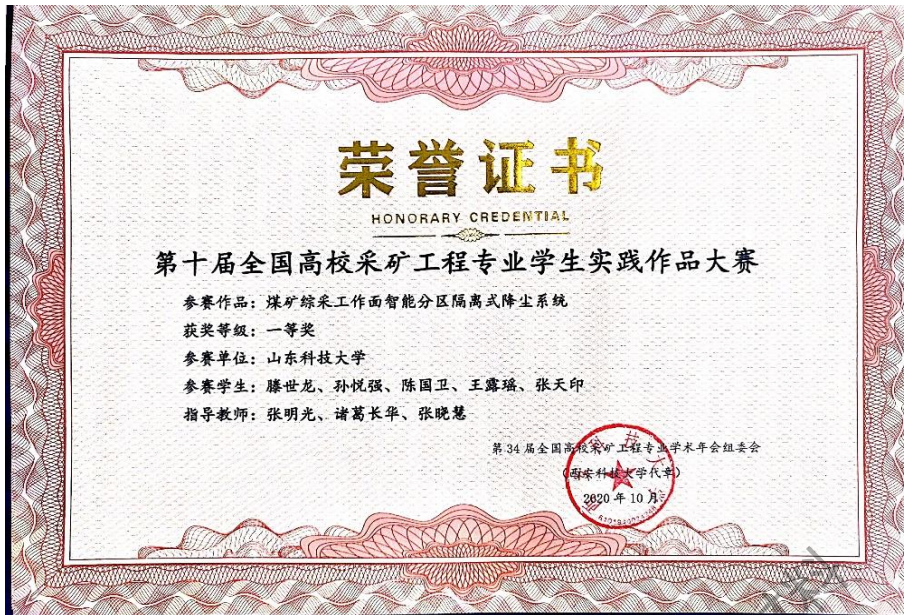 荣誉证书
HONORARY CREDENTIAL
第十届全国高校采矿工程专业学生实践作品大赛
参赛作品：煤矿综采工作面智能分区隔离式降尘系统
获奖等级：一等奖
参赛单位：山东科技大学
参赛学生：滕世龙、孙悦强、陈国卫、王露瑶、张天印
指导教师：张明光、诸葛长华、张晓慧
第34届全国高校采矿工程专业学术年会组委会
（西安科技大学代章）
2020年10月